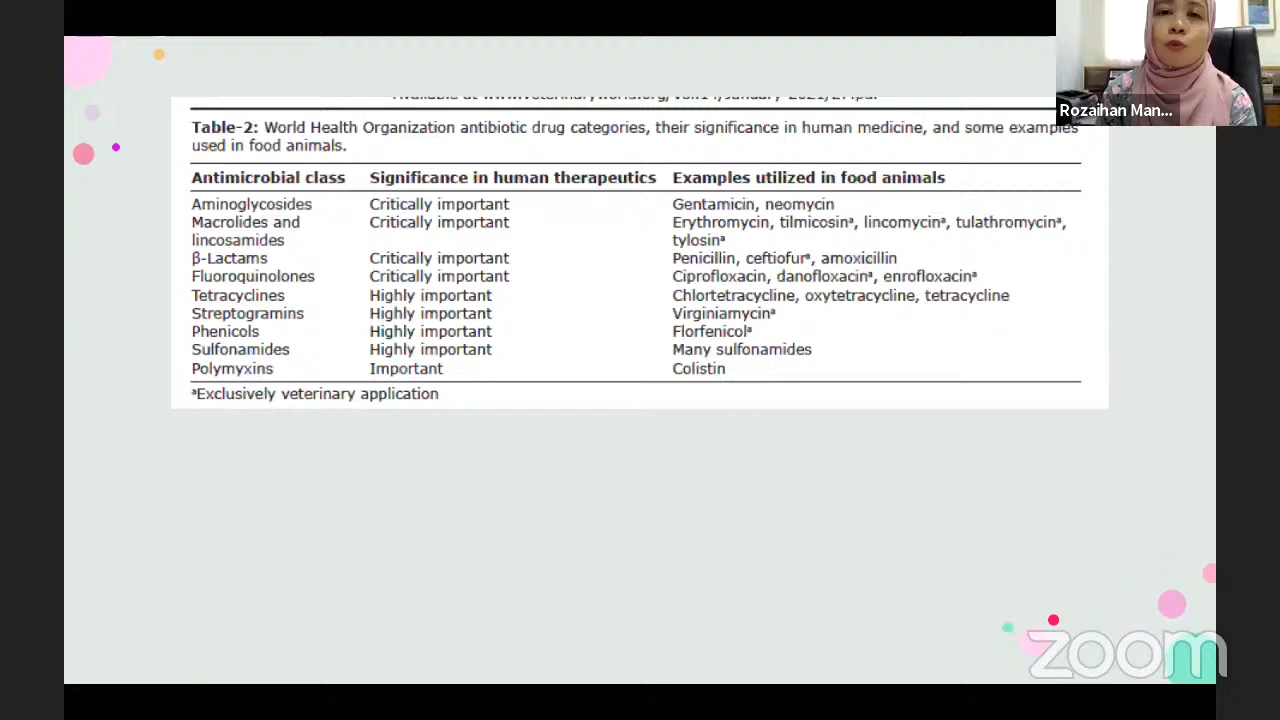 Rozaihan Man...
Table-2: World Health Organization antibiotic drug categories, their significance in human medicine, and some examples
used in food animals.
Antimicrobial class Significance in human therapeutics Examples utilized in food animals
Aminoglycosides Critically important Gentamicin, neomycin
Macrolides and Critically important Erythromycin, tilmicosinᵃ, lincomycinᵃ, tulathromycinᵃ,
lincosamides tylosinᵃ
β-Lactams Critically important Penicillin, ceftiofurᵃ, amoxicillin
Fluoroquinolones Critically important Ciprofloxacin, danofloxacinᵃ, enrofloxacinᵃ
Tetracyclines Highly important Chlortetracycline, oxytetracycline, tetracycline
Streptogramins Highly important Virginiamycinᵃ
Phenicols Highly important Florfenicolᵃ
Sulfonamides Highly important Many sulfonamides
Polymyxins Important Colistin
ᵃExclusively veterinary application
zoom